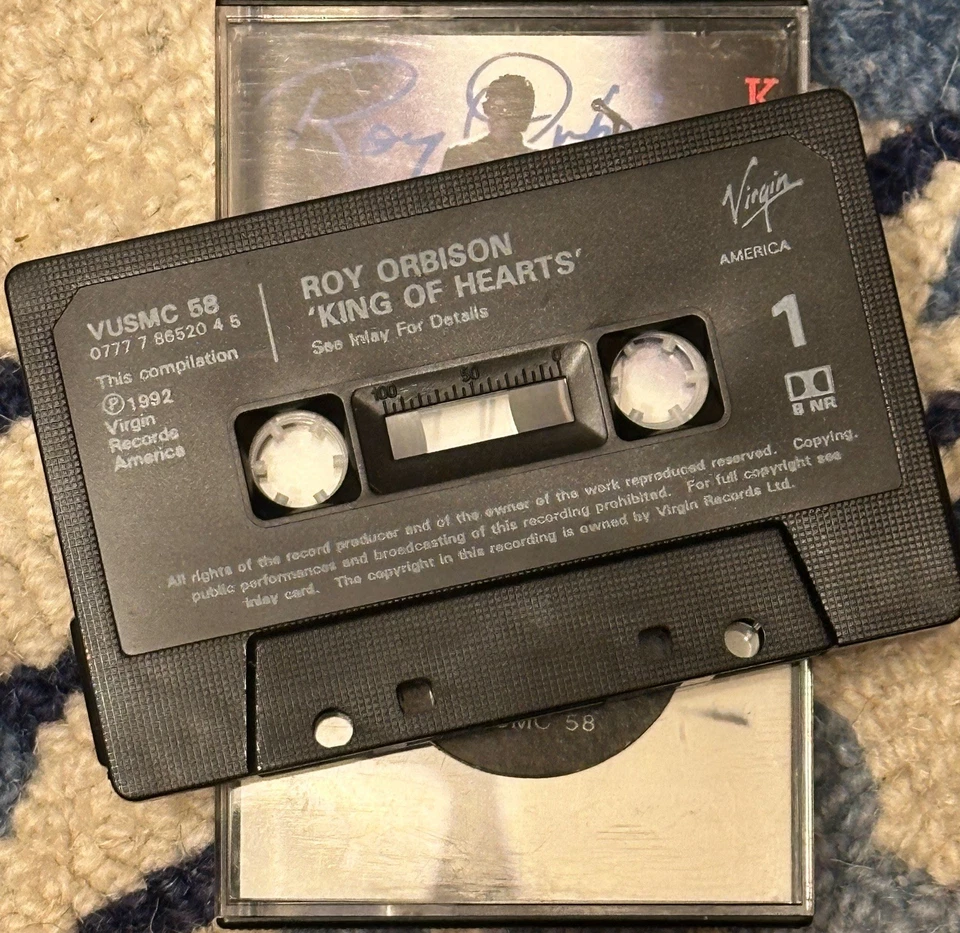 Roy Orbison
K
Virgin
AMERICA
VUSMC 58
0777 7 86520 4 5
This compilation
Ⓟ1992
Virgin
Records
America
ROY ORBISON
'KING OF HEARTS'
See Inlay For Details
1
100 50 0
B NR
All rights of the record producer and of the owner of the work reproduced reserved. Copying,
public performances and broadcasting of this recording prohibited. For full copyright see
inlay card. The copyright in this recording is owned by Virgin Records Ltd.
USMC 58